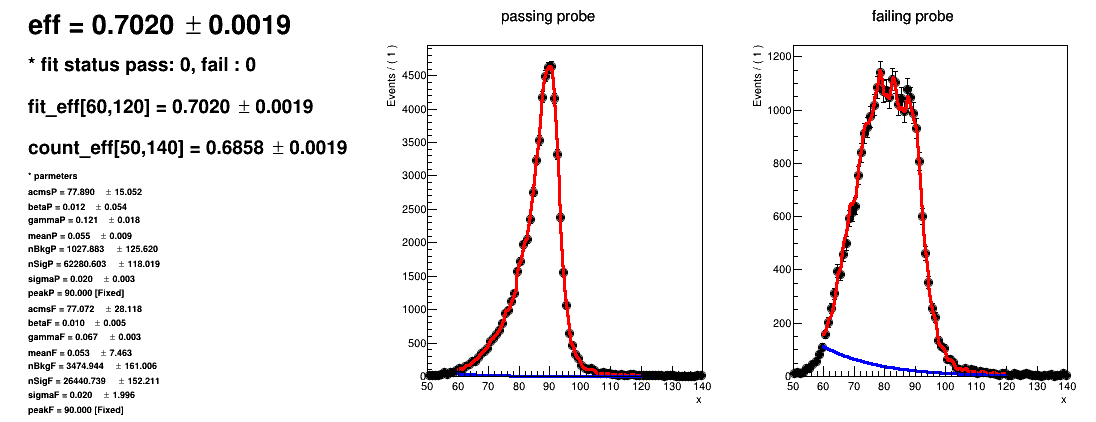 eff = 0.7020 ± 0.0019
* fit status pass: 0, fail : 0
fit_eff[60,120] = 0.7020 ± 0.0019
count_eff[50,140] = 0.6858 ± 0.0019
* parmeters
acmsP = 77.890 ± 15.052
betaP = 0.012 ± 0.054
gammaP = 0.121 ± 0.018
meanP = 0.055 ± 0.009
nBkgP = 1027.883 ± 125.620
nSigP = 62280.603 ± 118.019
sigmaP = 0.020 ± 0.003
peakP = 90.000 [Fixed]
acmsF = 77.072 ± 28.118
betaF = 0.010 ± 0.005
gammaF = 0.067 ± 0.003
meanF = 0.053 ± 7.463
nBkgF = 3474.944 ± 161.006
nSigF = 26440.739 ± 152.211
sigmaF = 0.020 ± 1.996
peakF = 90.000 [Fixed]
passing probe
Events / ( 1 )
4500
4000
3500
3000
2500
2000
1500
1000
500
0
50 60 70 80 90 100 110 120 130 140
x
failing probe
Events / ( 1 )
1200
1000
800
600
400
200
0
50 60 70 80 90 100 110 120 130 140
x